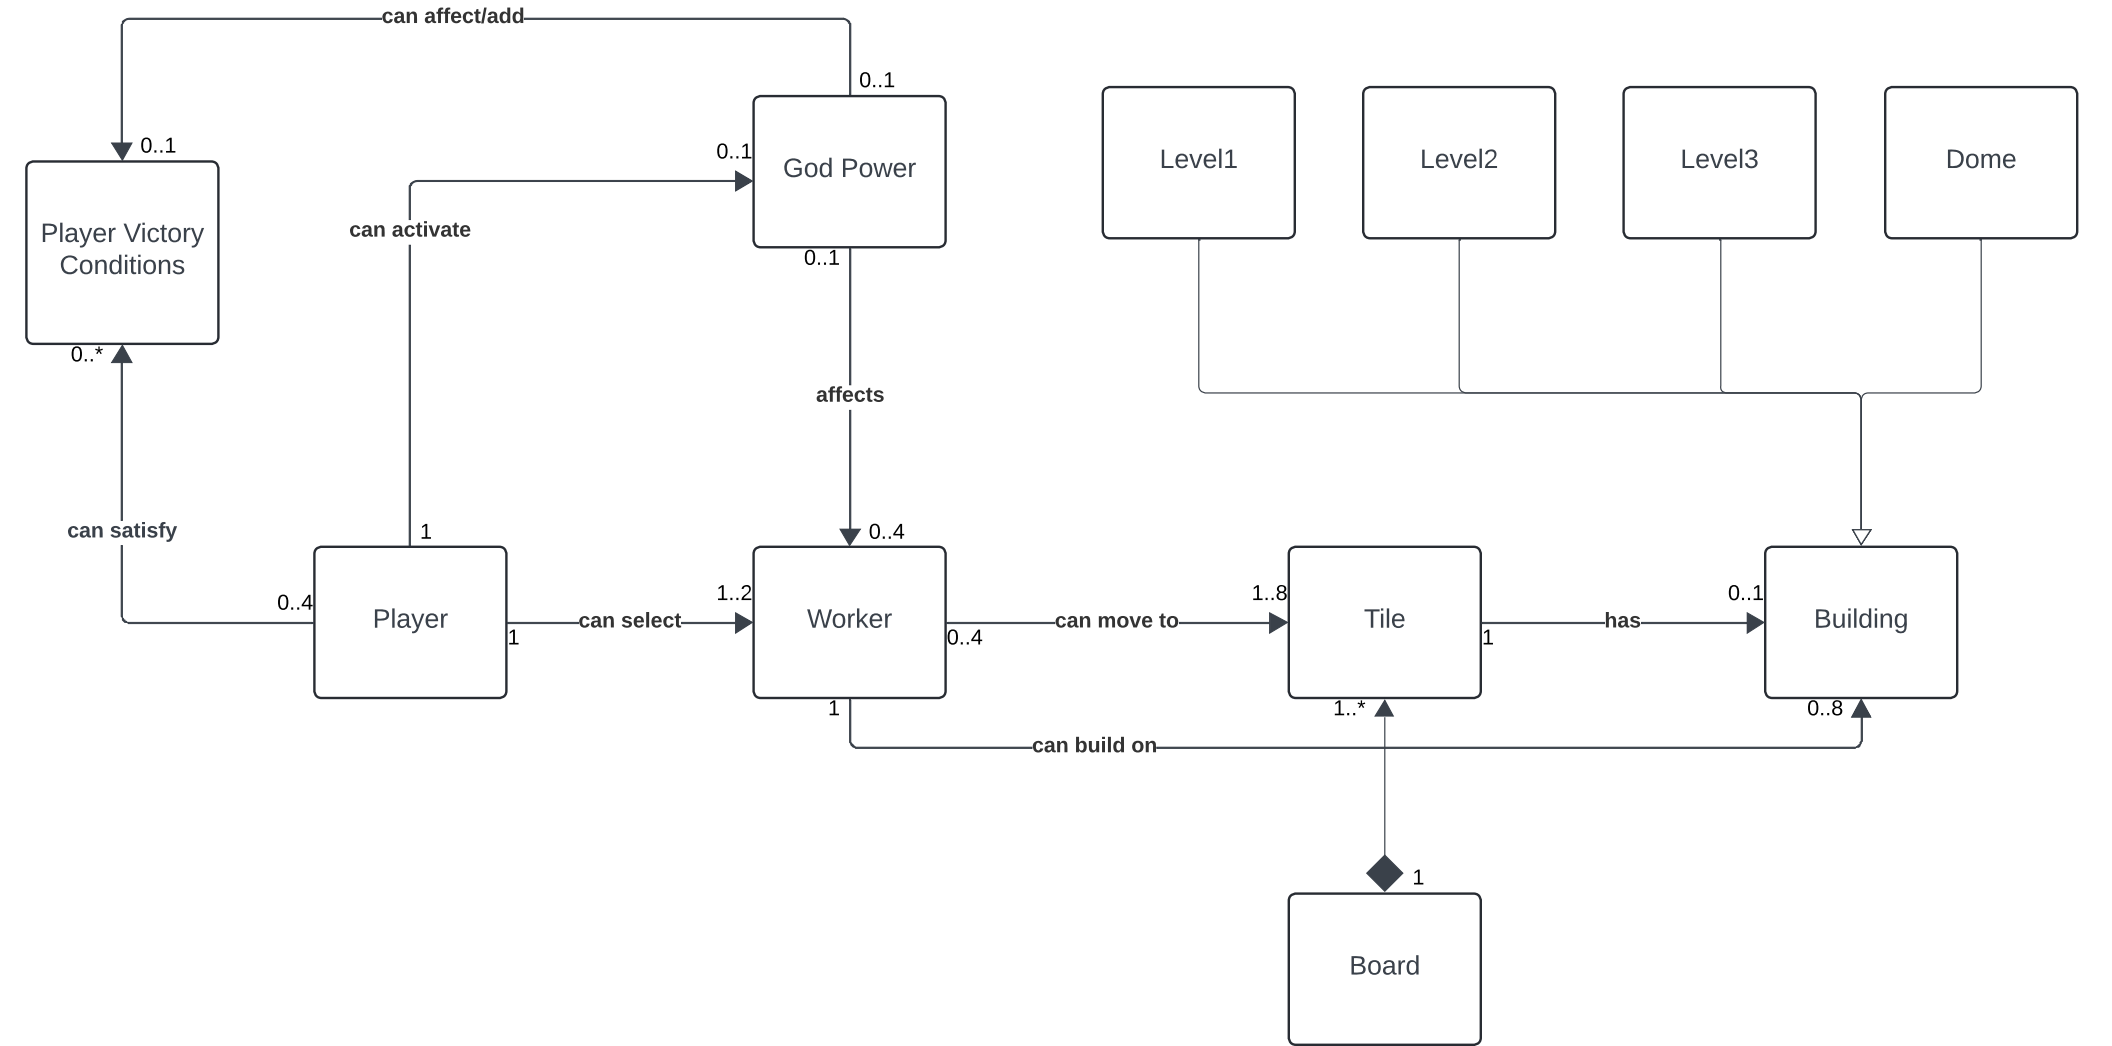 can affect/add
0..1
0..1
0..1
God Power
Level1
Level2
Level3
Dome
Player Victory
Conditions
can activate
0..1
0..*
affects
can satisfy
1
0..4
0..4
Player
1
can select
1..2
Worker
0..4
can move to
1..8
Tile
1
has
0..1
Building
1
1..*
0..8
can build on
1
Board